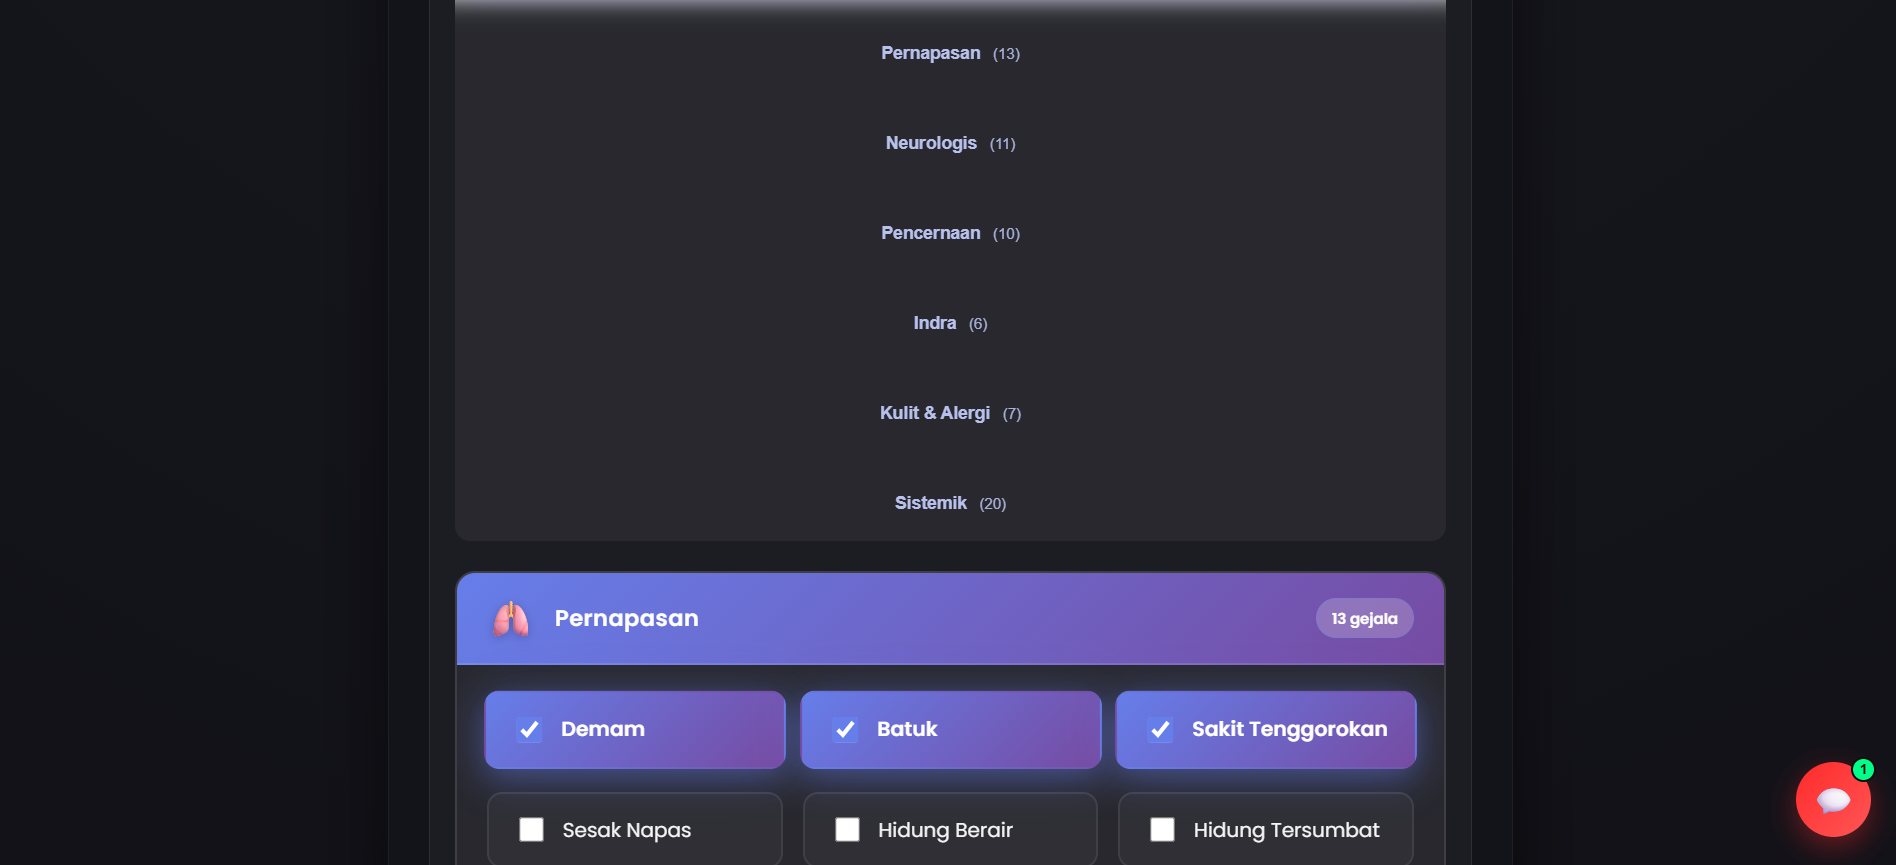 Pernapasan (13)
Neurologis (11)
Pencernaan (10)
Indra (6)
Kulit & Alergi (7)
Sistemik (20)
Pernapasan 13 gejala
Demam Batuk Sakit Tenggorokan
Sesak Napas Hidung Berair Hidung Tersumbat
1